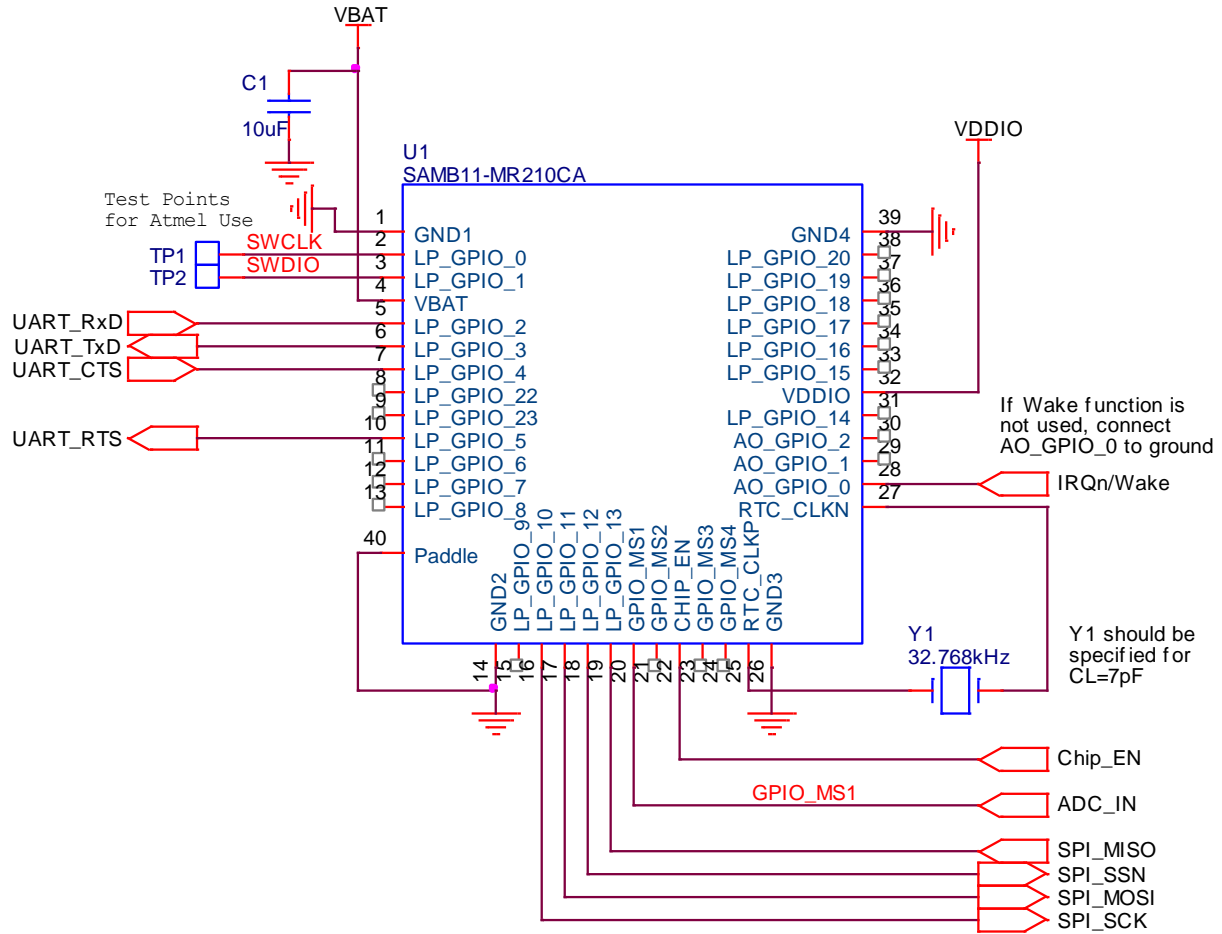 VBAT
C1
10uF
VDDIO
U1
SAMB11-MR210CA
Test Points
for Atmel Use
TP1
TP2
SWCLK
SWDIO
UART_RxD
UART_TxD
UART_CTS
UART_RTS
1
2
3
4
5
6
7
8
9
10
11
12
13
40
GND1
LP_GPIO_0
LP_GPIO_1
VBAT
LP_GPIO_2
LP_GPIO_3
LP_GPIO_4
LP_GPIO_22
LP_GPIO_23
LP_GPIO_5
LP_GPIO_6
LP_GPIO_7
LP_GPIO_8
Paddle
GND4
LP_GPIO_20
LP_GPIO_19
LP_GPIO_18
LP_GPIO_17
LP_GPIO_16
LP_GPIO_15
VDDIO
LP_GPIO_14
AO_GPIO_2
AO_GPIO_1
AO_GPIO_0
RTC_CLKN
39
38
37
36
35
34
33
32
31
30
29
28
27
GND2
LP_GPIO_9
LP_GPIO_10
LP_GPIO_11
LP_GPIO_12
LP_GPIO_13
GPIO_MS1
GPIO_MS2
CHIP_EN
GPIO_MS3
GPIO_MS4
RTC_CLKP
GND3
14
15
16
17
18
19
20
21
22
23
24
25
26
If Wake function is
not used, connect
AO_GPIO_0 to ground
IRQn/Wake
Y1
32.768kHz
Y1 should be
specified for
CL=7pF
Chip_EN
GPIO_MS1
ADC_IN
SPI_MISO
SPI_SSN
SPI_MOSI
SPI_SCK